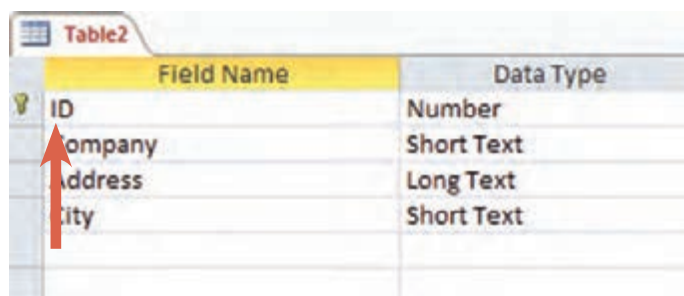 Table2
Field Name Data Type
ID Number
Company Short Text
Address Long Text
City Short Text